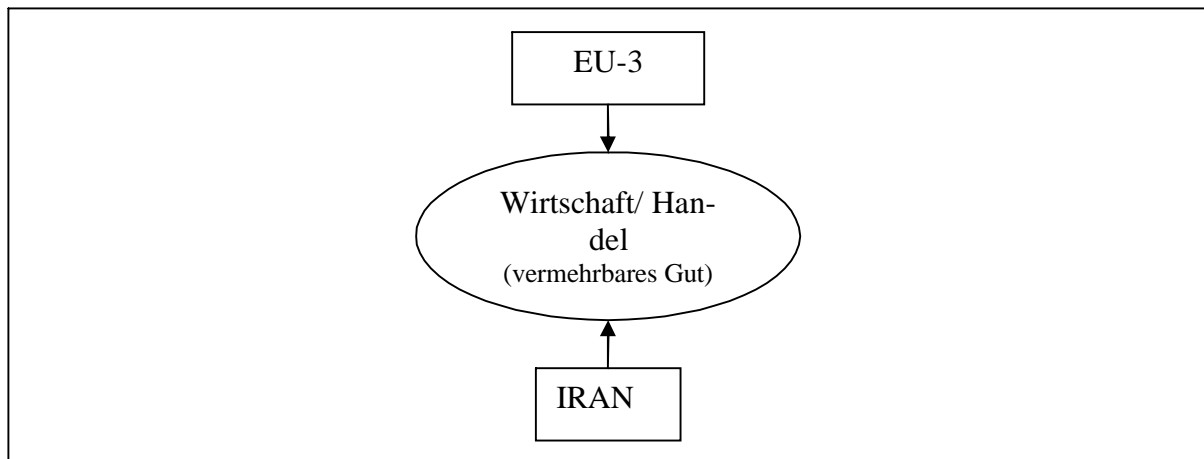 EU-3
Wirtschaft/ Han-
del
(vermehrbares Gut)
IRAN